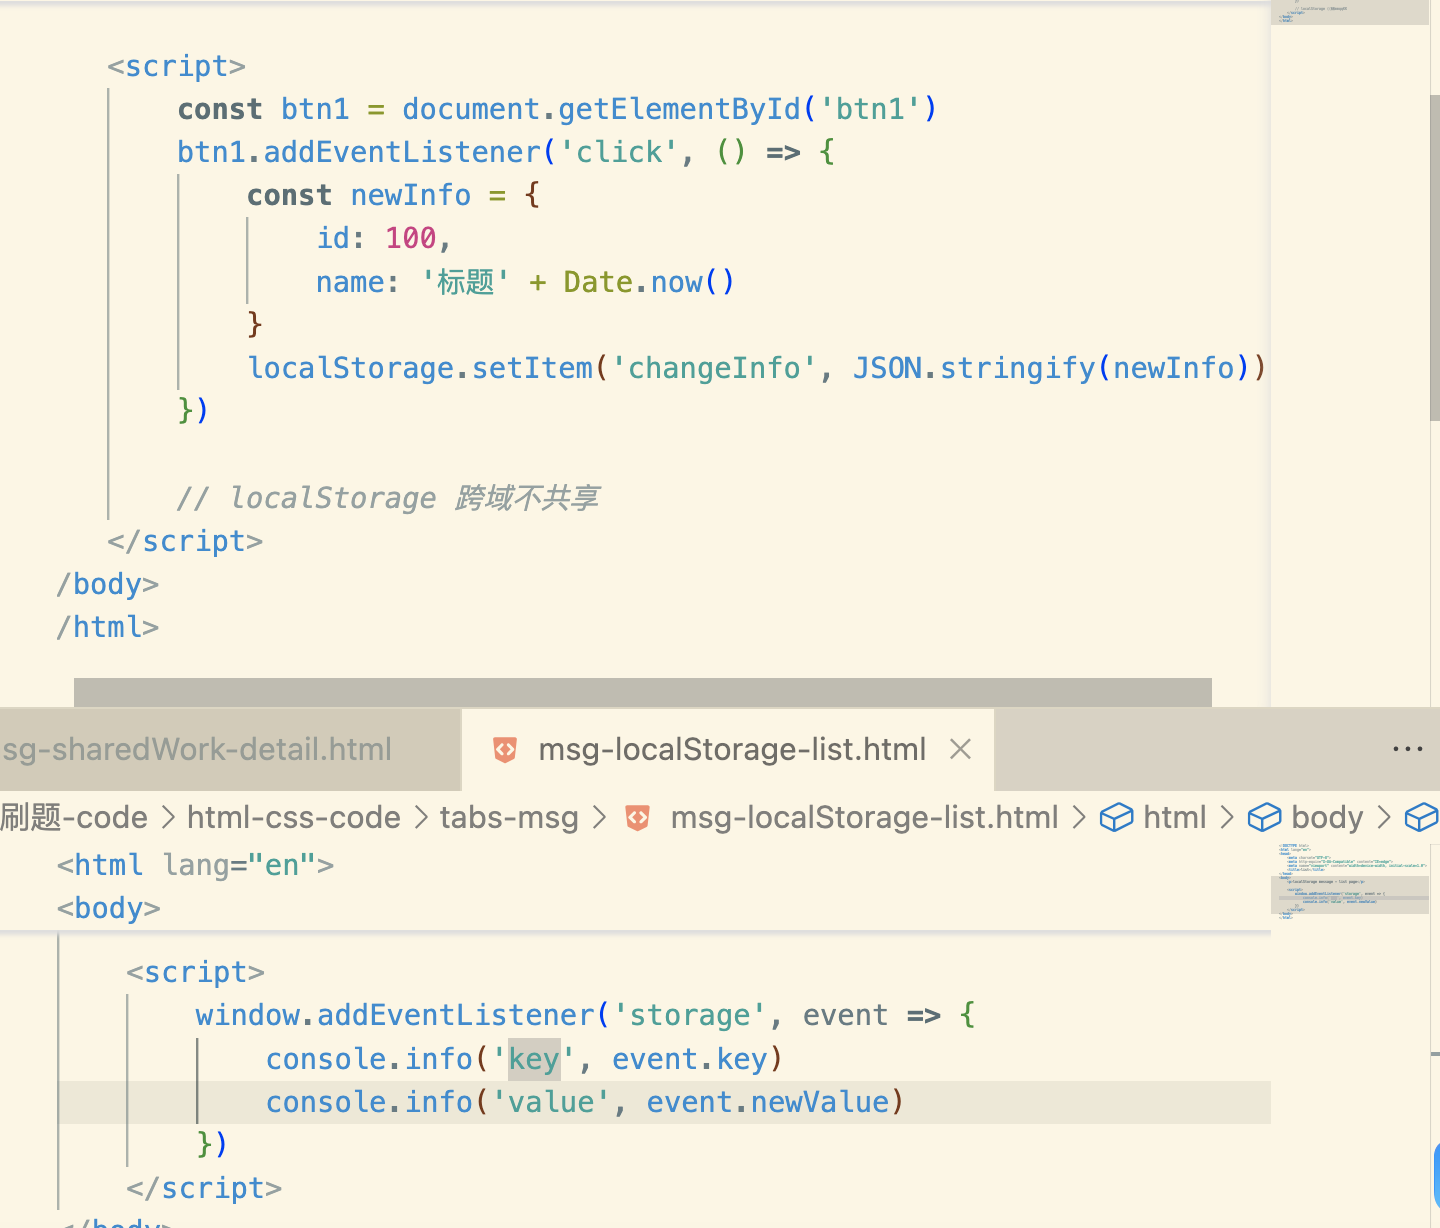 <script>
const btn1 = document.getElementById('btn1')
btn1.addEventListener('click', () => {
const newInfo = {
id: 100,
name: '标题' + Date.now()
}
localStorage.setItem('changeInfo', JSON.stringify(newInfo))
})
// localStorage 跨域不共享
</script>
/body>
/html>
sg-sharedWork-detail.html msg-localStorage-list.html
刷题-code > html-css-code > tabs-msg > msg-localStorage-list.html > html > body >
<html lang="en">
<body>
<script>
window.addEventListener('storage', event => {
console.info('key', event.key)
console.info('value', event.newValue)
})
</script>
</body>